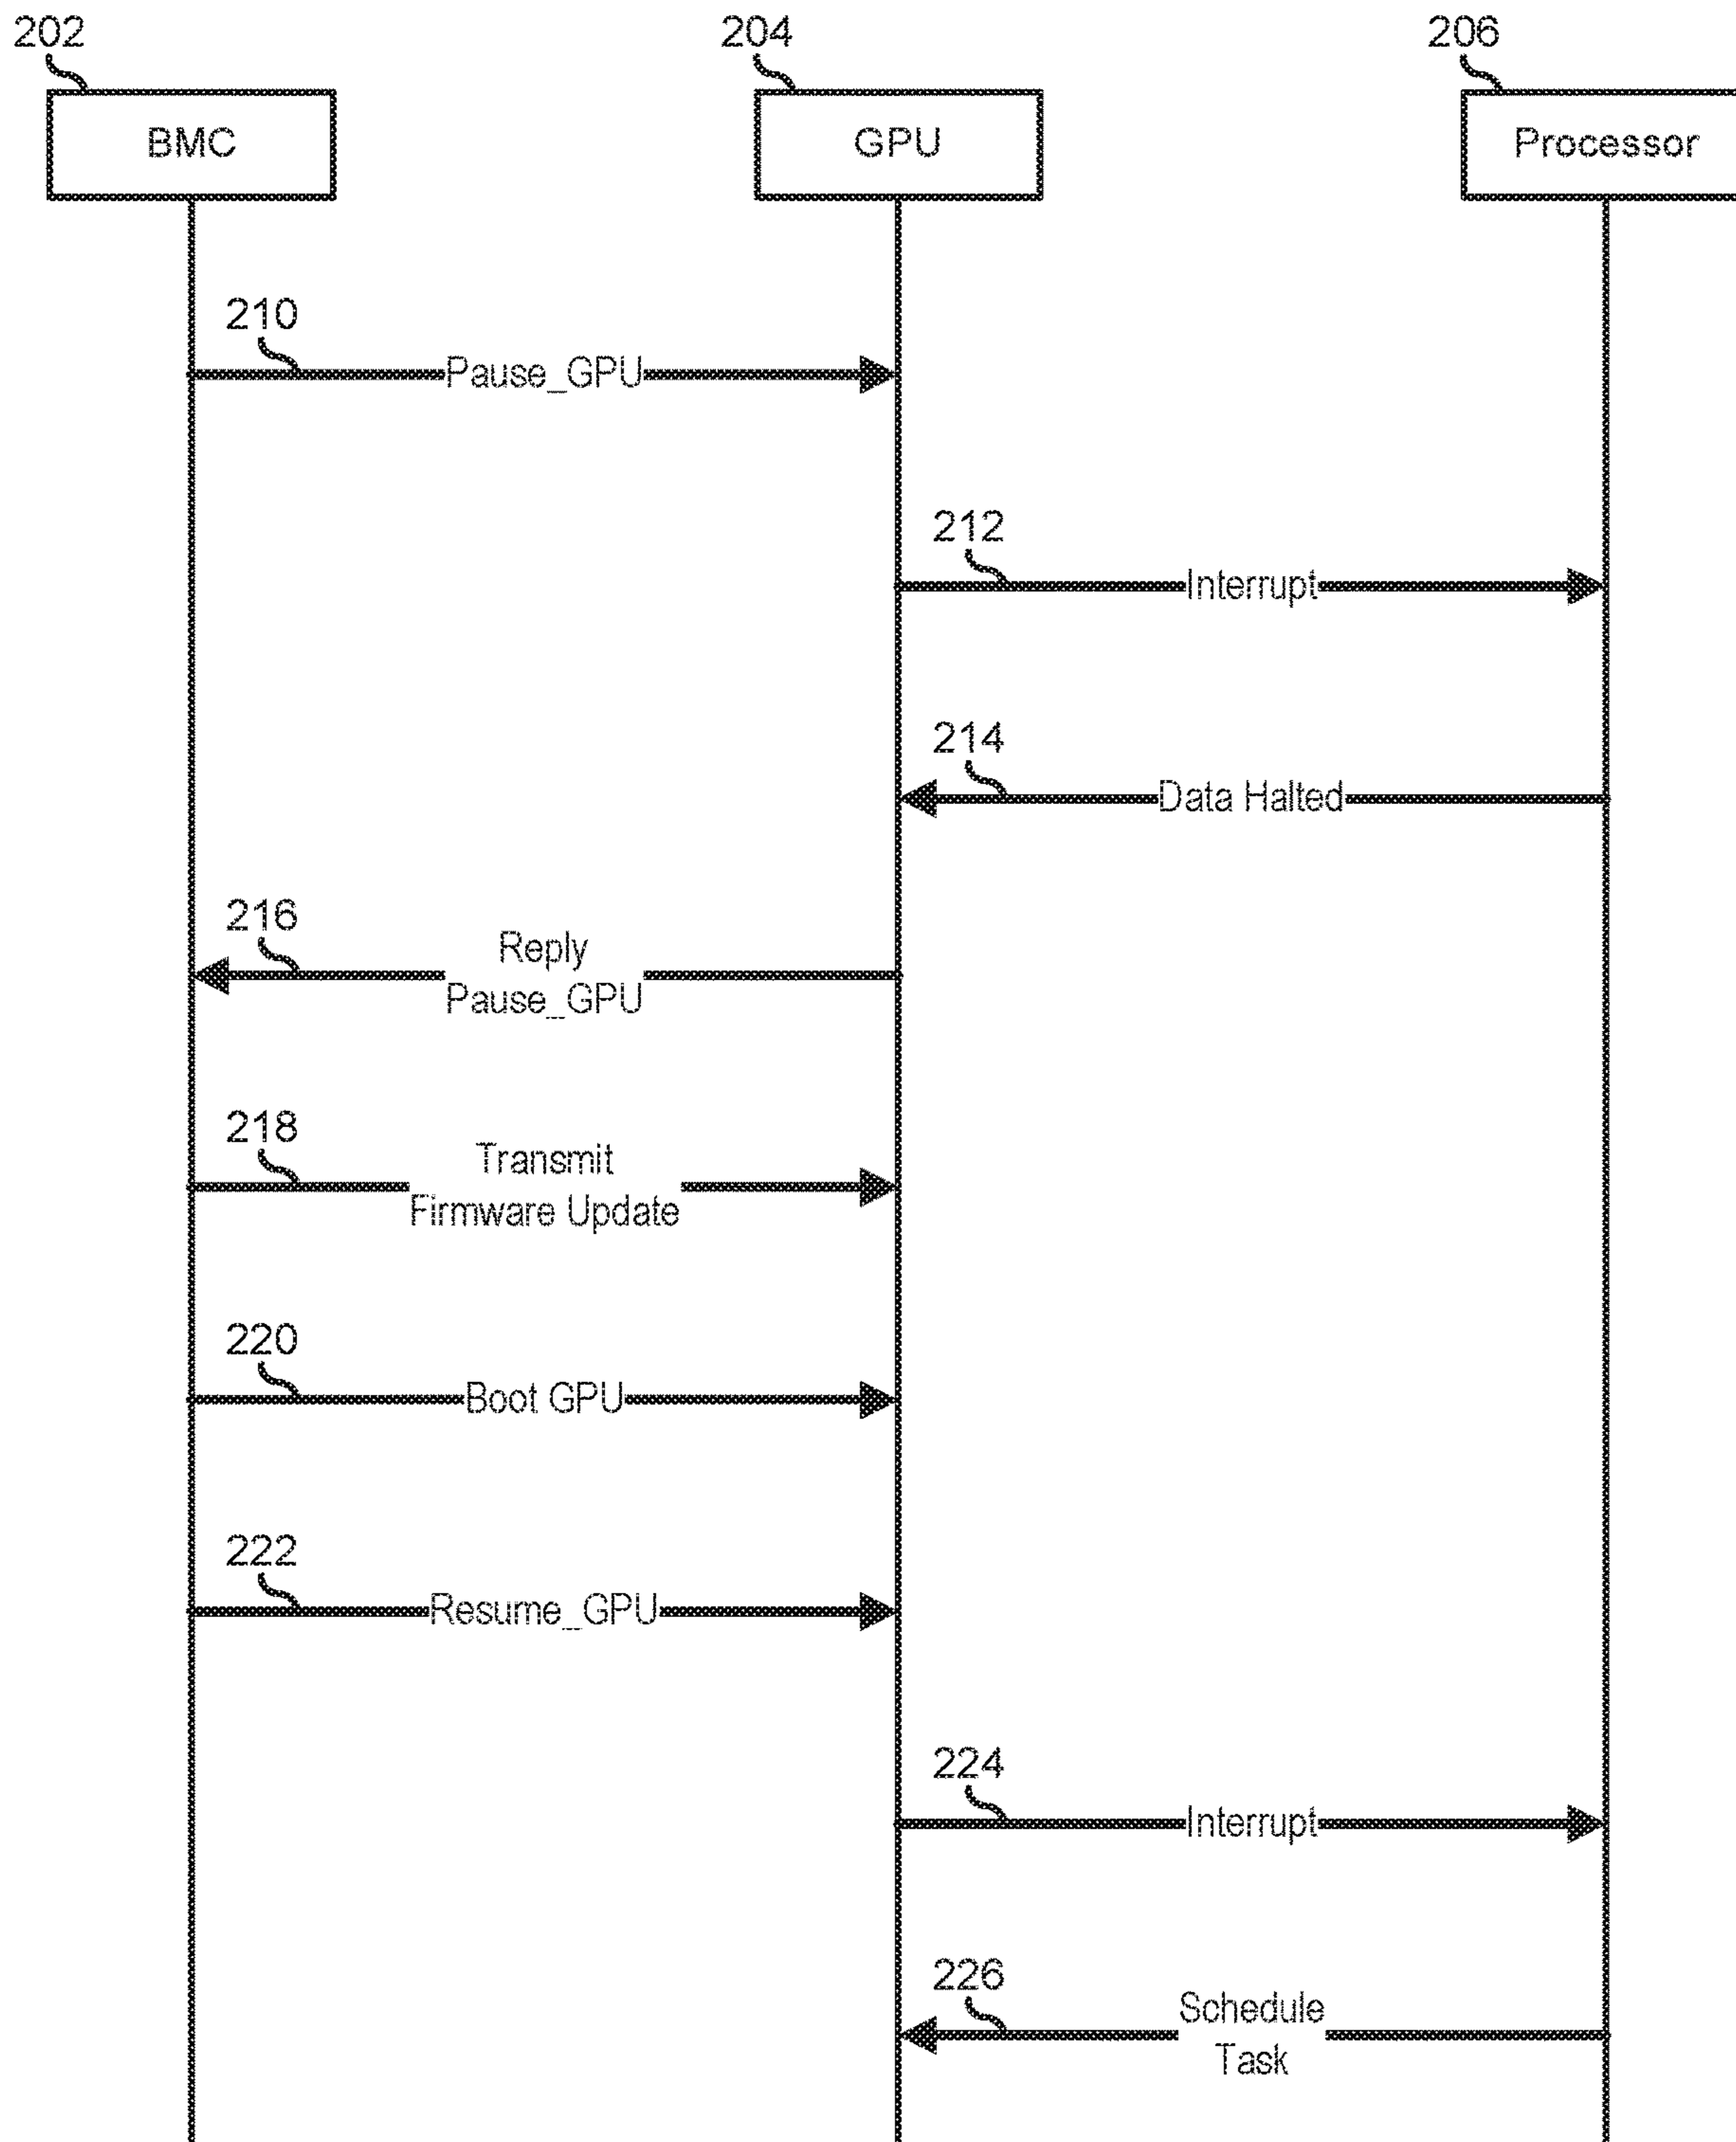 202
204
206
BMC
GPU
Processor
210
Pause_GPU
212
Interrupt
214
Data Halted
216
Reply
Pause_GPU
218
Transmit
Firmware Update
220
Boot GPU
222
Resume_GPU
224
Interrupt
226
Schedule
Task